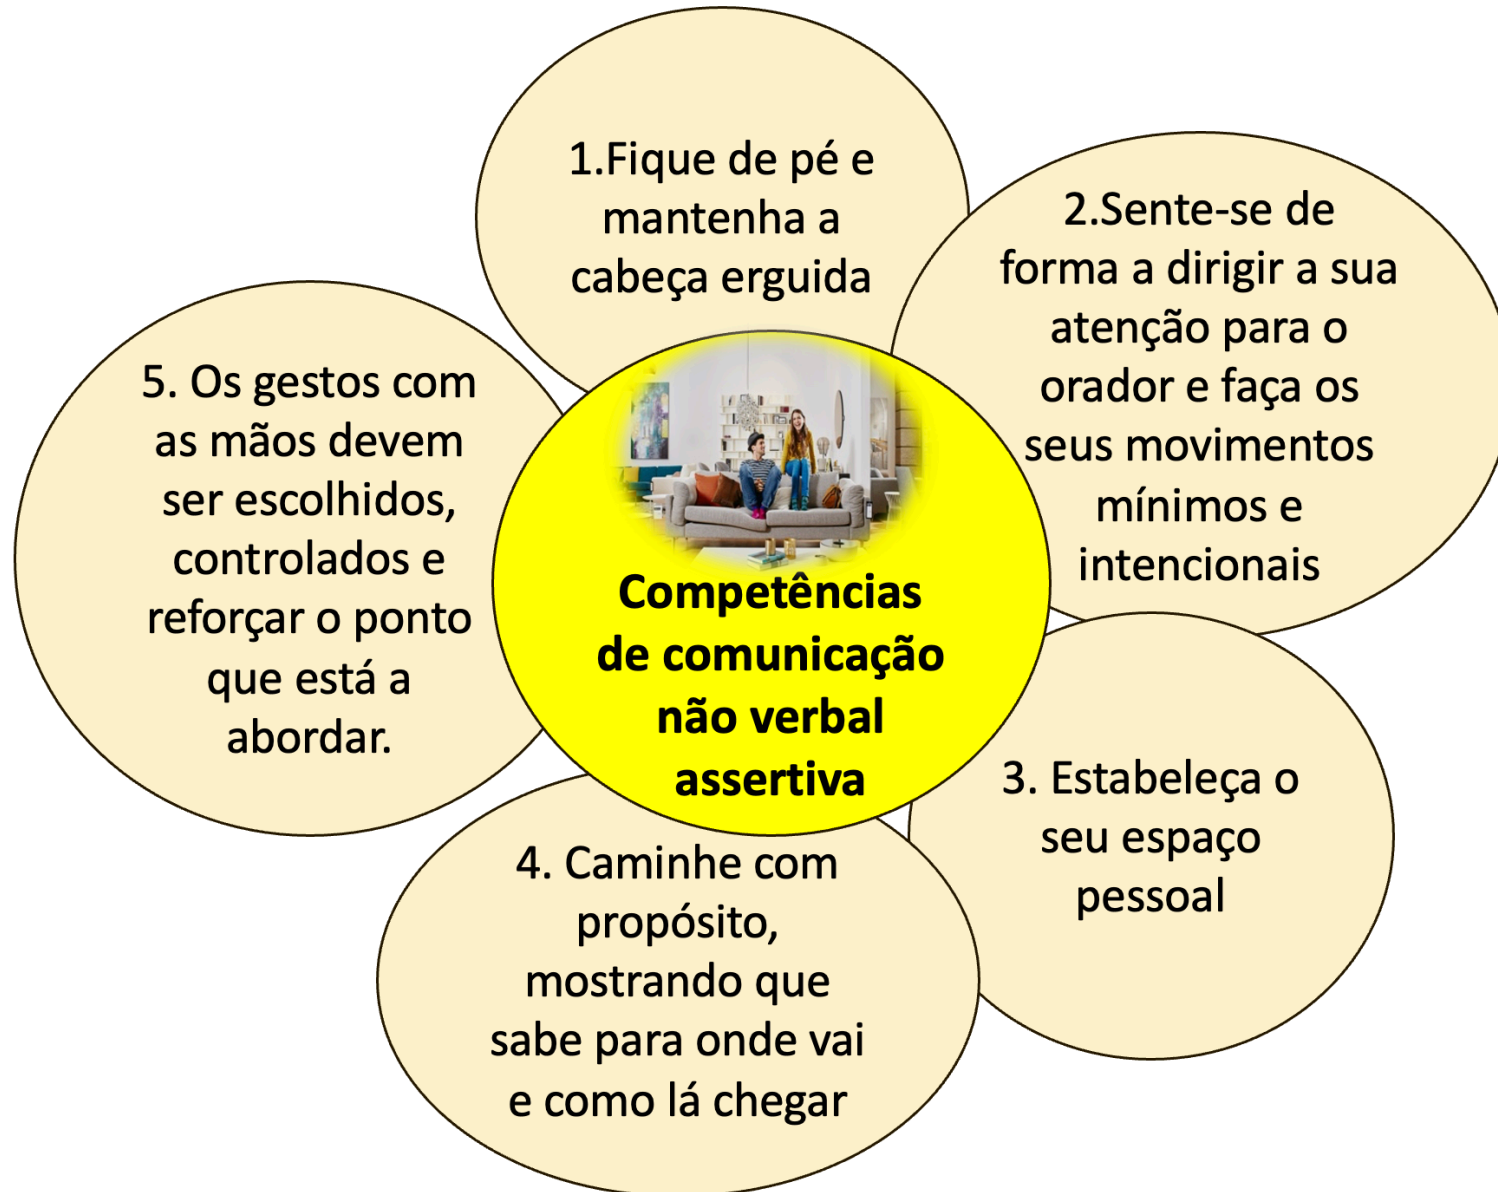 1.Fique de pé e
mantenha a
cabeça erguida
2.Sente-se de
forma a dirigir a sua
atenção para o
orador e faça os
seus movimentos
mínimos e
intencionais
3. Estabeleça o
seu espaço
pessoal
4. Caminhe com
propósito,
mostrando que
sabe para onde vai
e como lá chegar
5. Os gestos com
as mãos devem
ser escolhidos,
controlados e
reforçar o ponto
que está a
abordar.
Competências
de comunicação
não verbal
assertiva